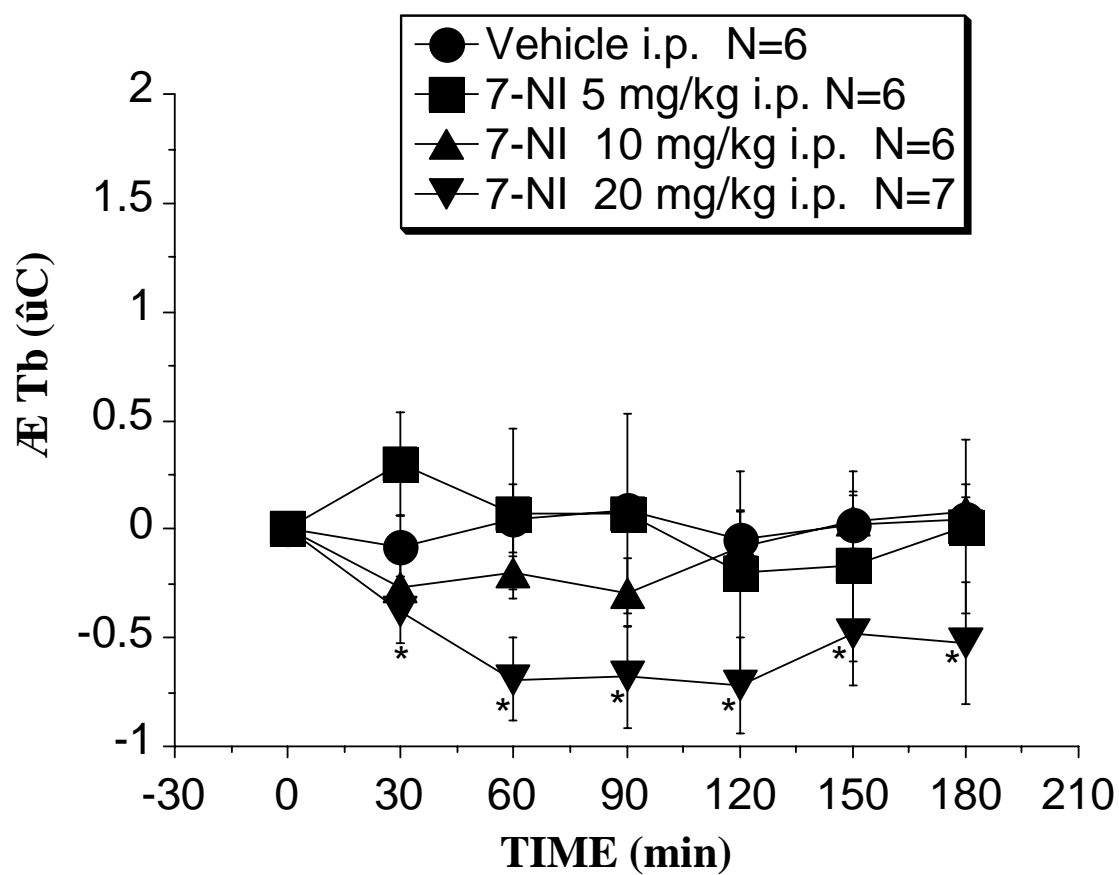 Vehicle i.p. N=6
7-NI 5 mg/kg i.p. N=6
7-NI 10 mg/kg i.p. N=6
7-NI 20 mg/kg i.p. N=7
2
1.5
1
0.5
0
-0.5
-1
Æ Tb (ûC)
* * * * * *
-30 0 30 60 90 120 150 180 210
TIME (min)